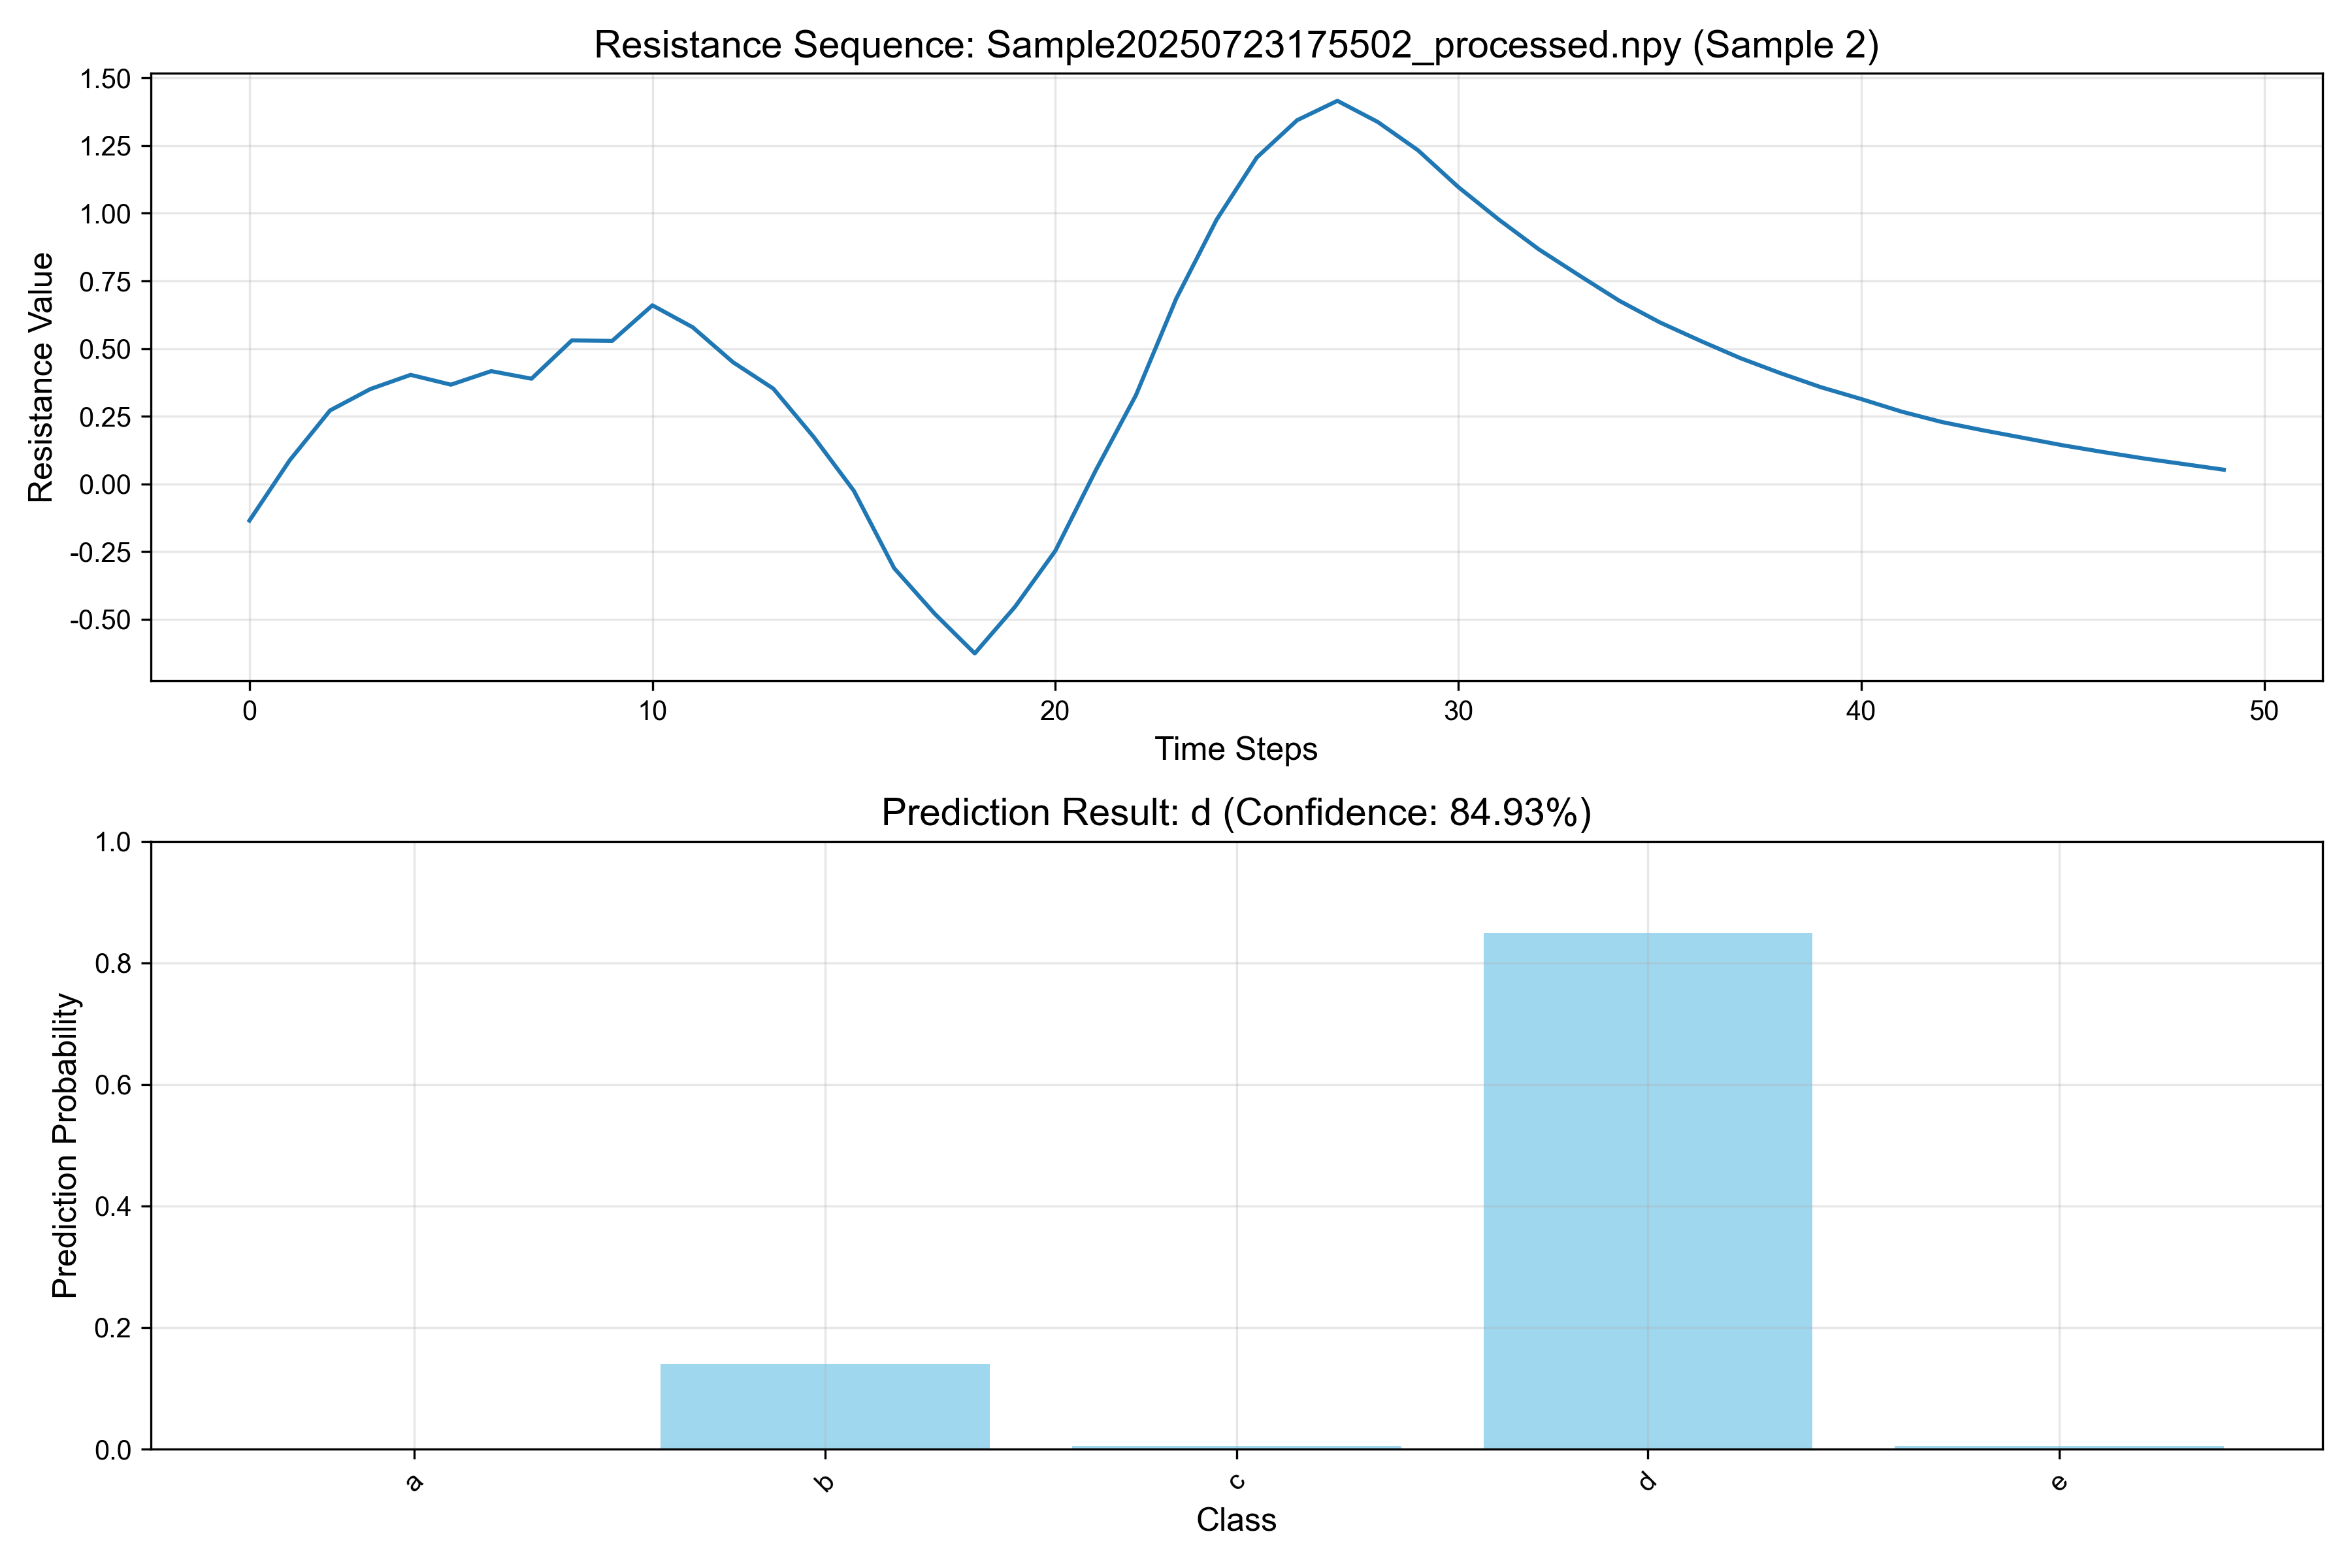 Resistance Sequence: Sample20250723175502_processed.npy (Sample 2)
Resistance Value
1.50
1.25
1.00
0.75
0.50
0.25
0.00
-0.25
-0.50
0 10 20 30 40 50
Time Steps
Prediction Result: d (Confidence: 84.93%)
Prediction Probability
1.0
0.8
0.6
0.4
0.2
0.0
a b c d e
Class